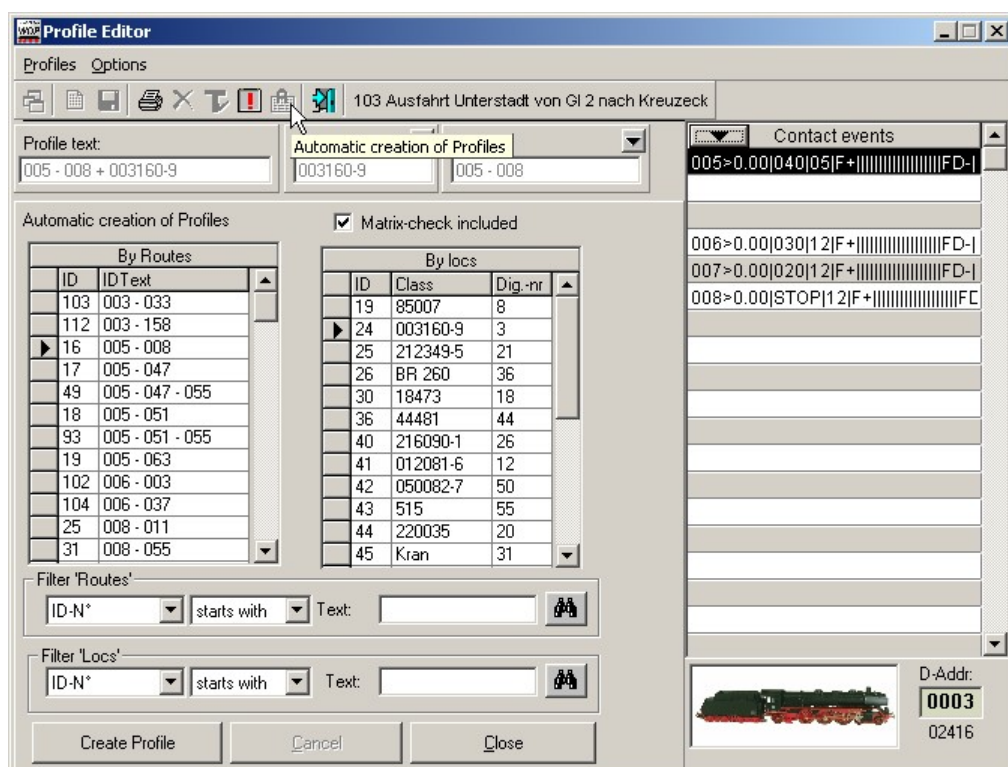 Profile Editor
Profiles Options
103 Ausfahrt Unterstadt von Gl 2 nach Kreuzeck
Profile text:
Automatic creation of Profiles
005 - 008 + 003160-9
003160-9
005 - 008
Automatic creation of Profiles
Matrix-check included
By Routes
ID IDText
103 003 - 033
112 003 - 158
16 005 - 008
17 005 - 047
49 005 - 047 - 055
18 005 - 051
93 005 - 051 - 055
19 005 - 063
102 006 - 003
104 006 - 037
25 008 - 011
31 008 - 055
By locs
ID Class Dig.-nr
19 85007 8
24 003160-9 3
25 212349-5 21
26 BR 260 36
30 18473 18
36 44481 44
40 216090-1 26
41 012081-6 12
42 050082-7 50
43 515 55
44 220035 20
45 Kran 31
Filter 'Routes'
ID-N° starts with Text:
Filter 'Locs'
ID-N° starts with Text:
Create Profile Cancel Close
Contact events
005>0.00|040|05|F+||||||||||||||||||FD-|
006>0.00|030|12|F+||||||||||||||||||FD-|
007>0.00|020|12|F+||||||||||||||||||FD-|
008>0.00|STOP|12|F+||||||||||||||||||FD
D-Addr:
0003
02416